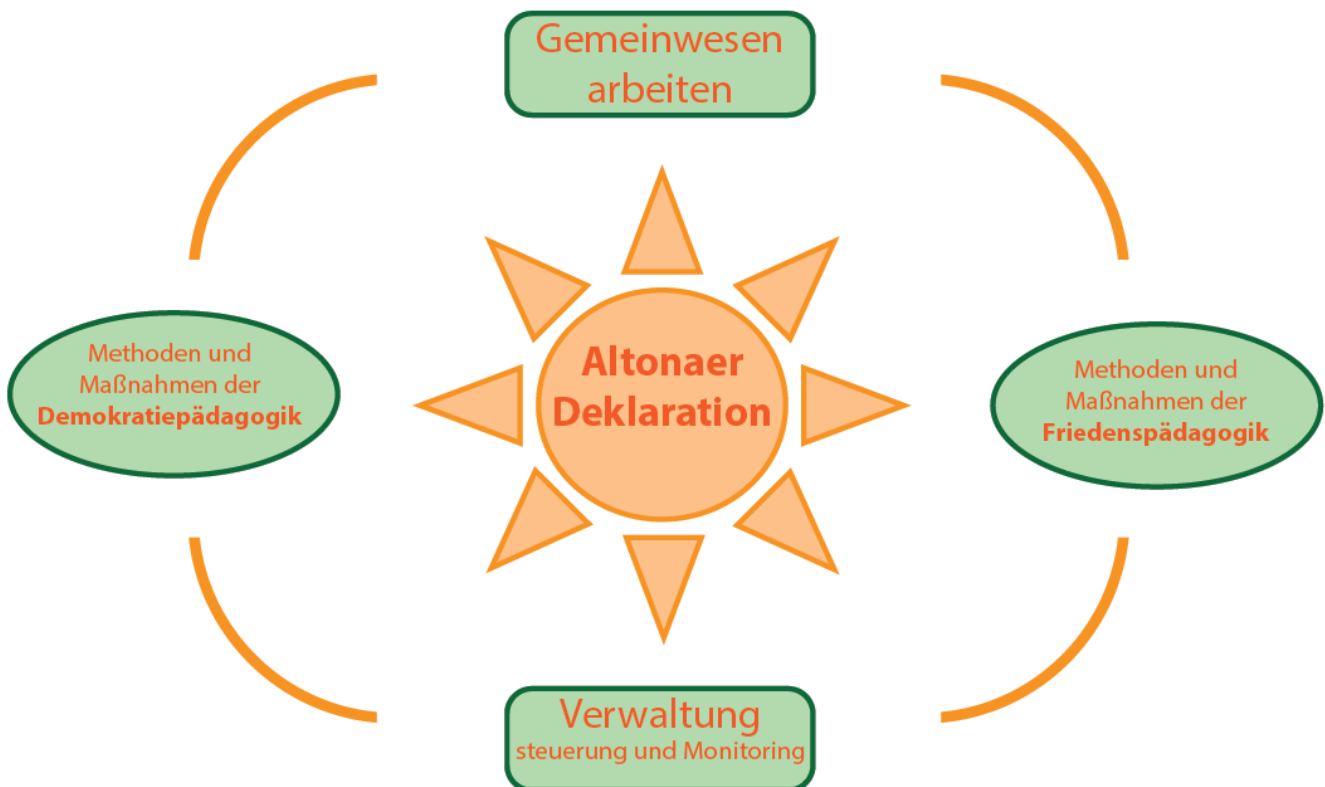 Gemeinwesen
arbeiten
Altonaer
Deklaration
Methoden und
Maßnahmen der
Demokratiepädagogik
Methoden und
Maßnahmen der
Friedenspädagogik
Verwaltung
steuerung und Monitoring